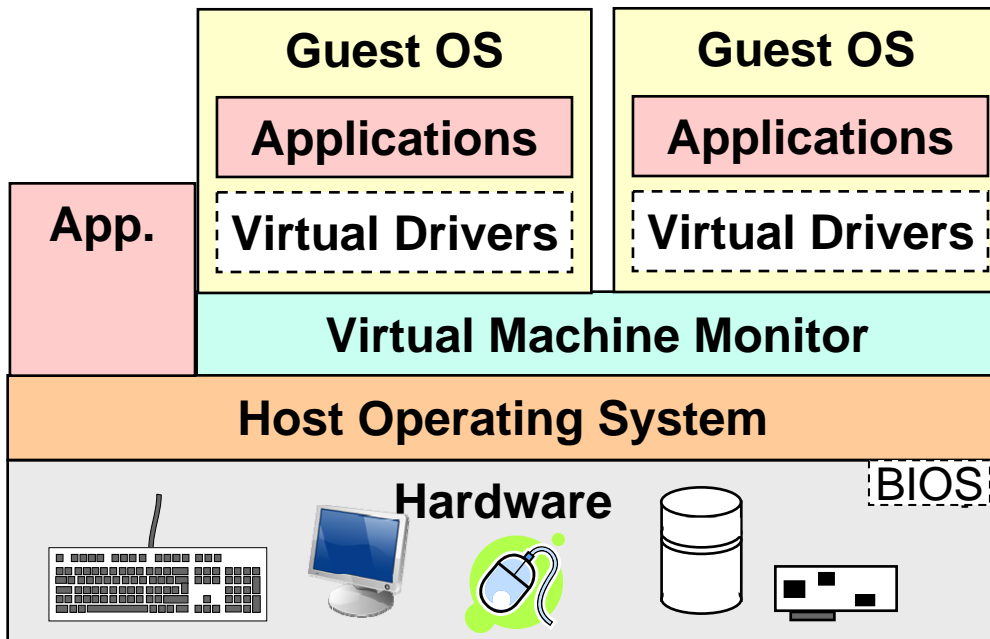 Guest OS
Applications
Virtual Drivers
Guest OS
Applications
Virtual Drivers
App.
Virtual Machine Monitor
Host Operating System
Hardware
BIOS